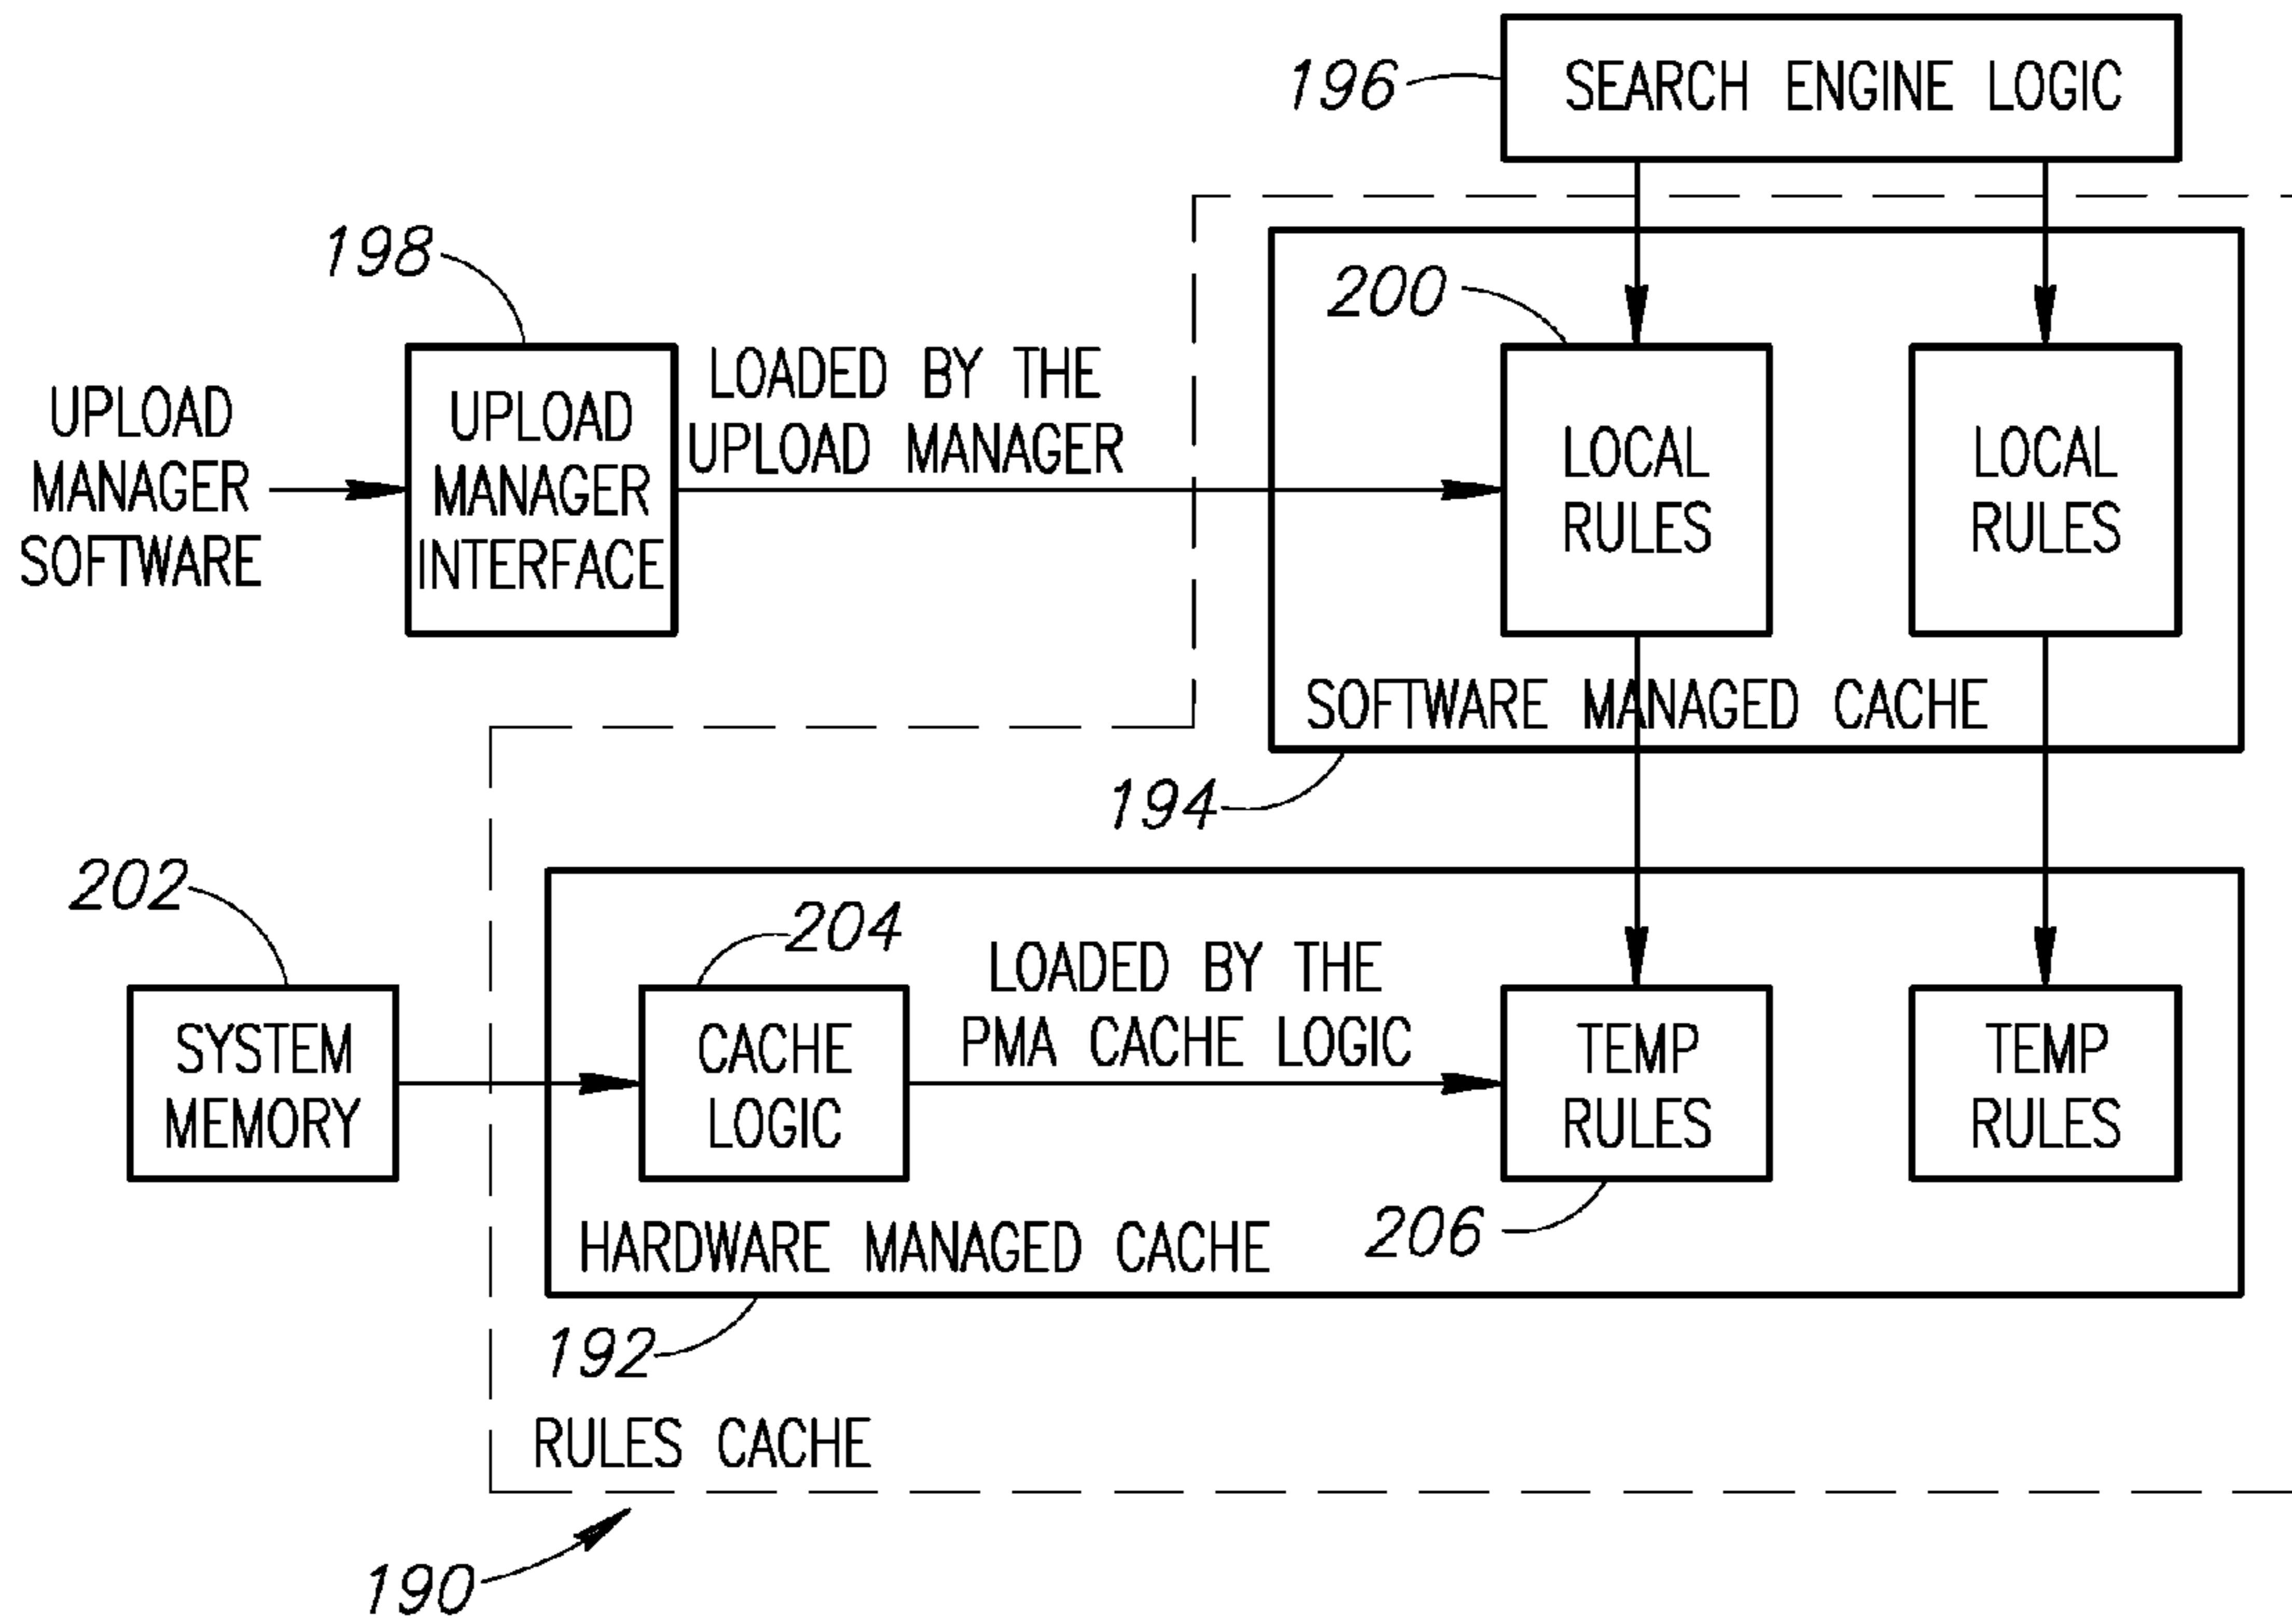 196
SEARCH ENGINE LOGIC
198
200
UPLOAD
MANAGER
SOFTWARE
UPLOAD
MANAGER
INTERFACE
LOADED BY THE
UPLOAD MANAGER
LOCAL
RULES
LOCAL
RULES
SOFTWARE MANAGED CACHE
194
202
204
SYSTEM
MEMORY
CACHE
LOGIC
LOADED BY THE
PMA CACHE LOGIC
TEMP
RULES
TEMP
RULES
206
HARDWARE MANAGED CACHE
192
RULES CACHE
190